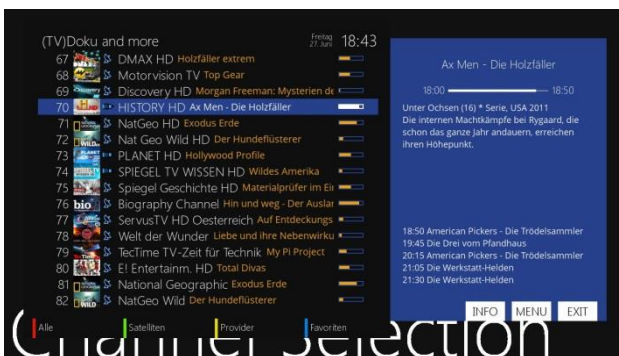 (TV)Doku and more
Freitag
27. Juni
18:43
67 DMAX HD Holzfäller extrem
68 Motorvision TV Top Gear
69 Discovery HD Morgan Freeman: Mysterien de
70 HISTORY HD Ax Men - Die Holzfäller
71 NatGeo HD Exodus Erde
72 Nat Geo Wild HD Der Hundeflüsterer
73 PLANET HD Hollywood Profile
74 SPIEGEL TV WISSEN HD Wildes Amerika
75 Spiegel Geschichte HD Materialprüfer im Ei
76 bio Biography Channel Hin und weg - Der Auslar
77 ServusTV HD Oesterreich Auf Entdeckungs
78 Welt der Wunder Liebe und ihre Nebenwirku
79 TecTime TV-Zeit für Technik My Pi Project
80 E! Entertainm. HD Total Divas
81 National Geographic Exodus Erde
82 NatGeo Wild Der Hundeflüsterer
Alle
Satelliten
Provider
Favoriten
Channel Selection
Ax Men - Die Holzfäller
18:00
18:50
Unter Ochsen (16) * Serie, USA 2011
Die internen Machtkämpfe bei Rygaard, die
schon das ganze Jahr andauern, erreichen
ihren Höhepunkt.
18:50 American Pickers - Die Trödelsammler
19:45 Die Drei vom Pfandhaus
20:15 American Pickers - Die Trödelsammler
21:05 Die Werkstatt-Helden
21:30 Die Werkstatt-Helden
INFO
MENU
EXIT